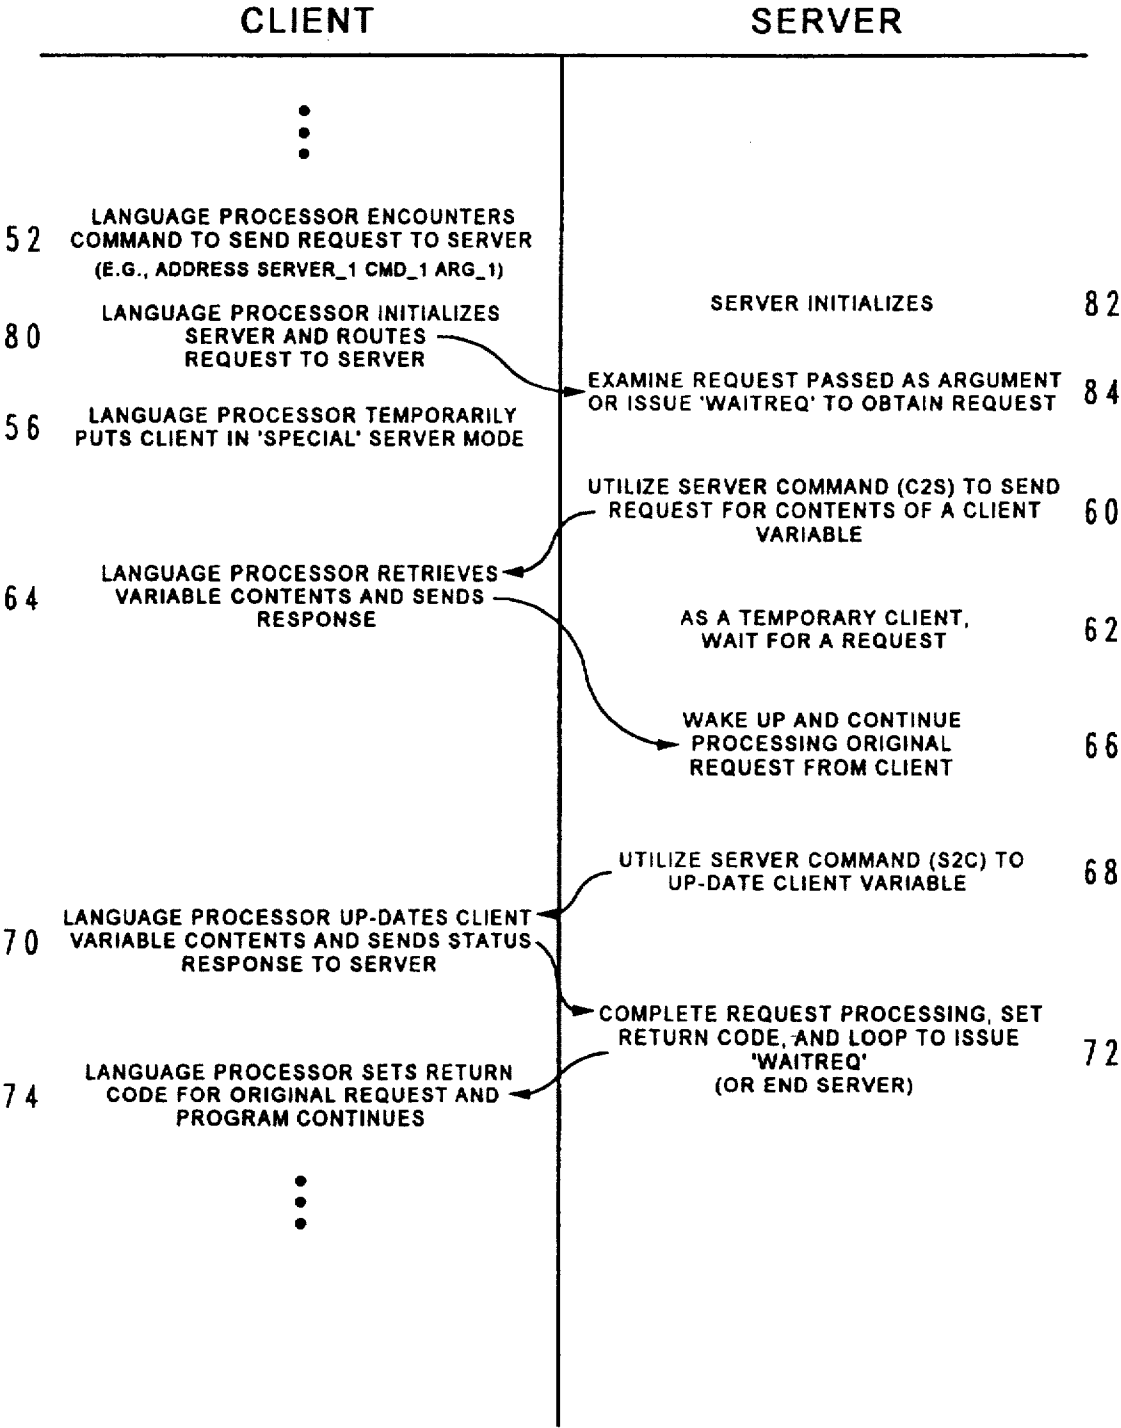 CLIENT
SERVER
52
LANGUAGE PROCESSOR ENCOUNTERS
COMMAND TO SEND REQUEST TO SERVER
(E.G., ADDRESS SERVER_1 CMD_1 ARG_1)
80
LANGUAGE PROCESSOR INITIALIZES
SERVER AND ROUTES
REQUEST TO SERVER
SERVER INITIALIZES
82
EXAMINE REQUEST PASSED AS ARGUMENT
OR ISSUE 'WAITREQ' TO OBTAIN REQUEST
84
56
LANGUAGE PROCESSOR TEMPORARILY
PUTS CLIENT IN 'SPECIAL' SERVER MODE
UTILIZE SERVER COMMAND (C2S) TO SEND
REQUEST FOR CONTENTS OF A CLIENT
VARIABLE
60
64
LANGUAGE PROCESSOR RETRIEVES
VARIABLE CONTENTS AND SENDS
RESPONSE
AS A TEMPORARY CLIENT,
WAIT FOR A REQUEST
62
WAKE UP AND CONTINUE
PROCESSING ORIGINAL
REQUEST FROM CLIENT
66
UTILIZE SERVER COMMAND (S2C) TO
UP-DATE CLIENT VARIABLE
68
70
LANGUAGE PROCESSOR UP-DATES CLIENT
VARIABLE CONTENTS AND SENDS STATUS
RESPONSE TO SERVER
COMPLETE REQUEST PROCESSING, SET
RETURN CODE, AND LOOP TO ISSUE
'WAITREQ'
(OR END SERVER)
72
74
LANGUAGE PROCESSOR SETS RETURN
CODE FOR ORIGINAL REQUEST AND
PROGRAM CONTINUES